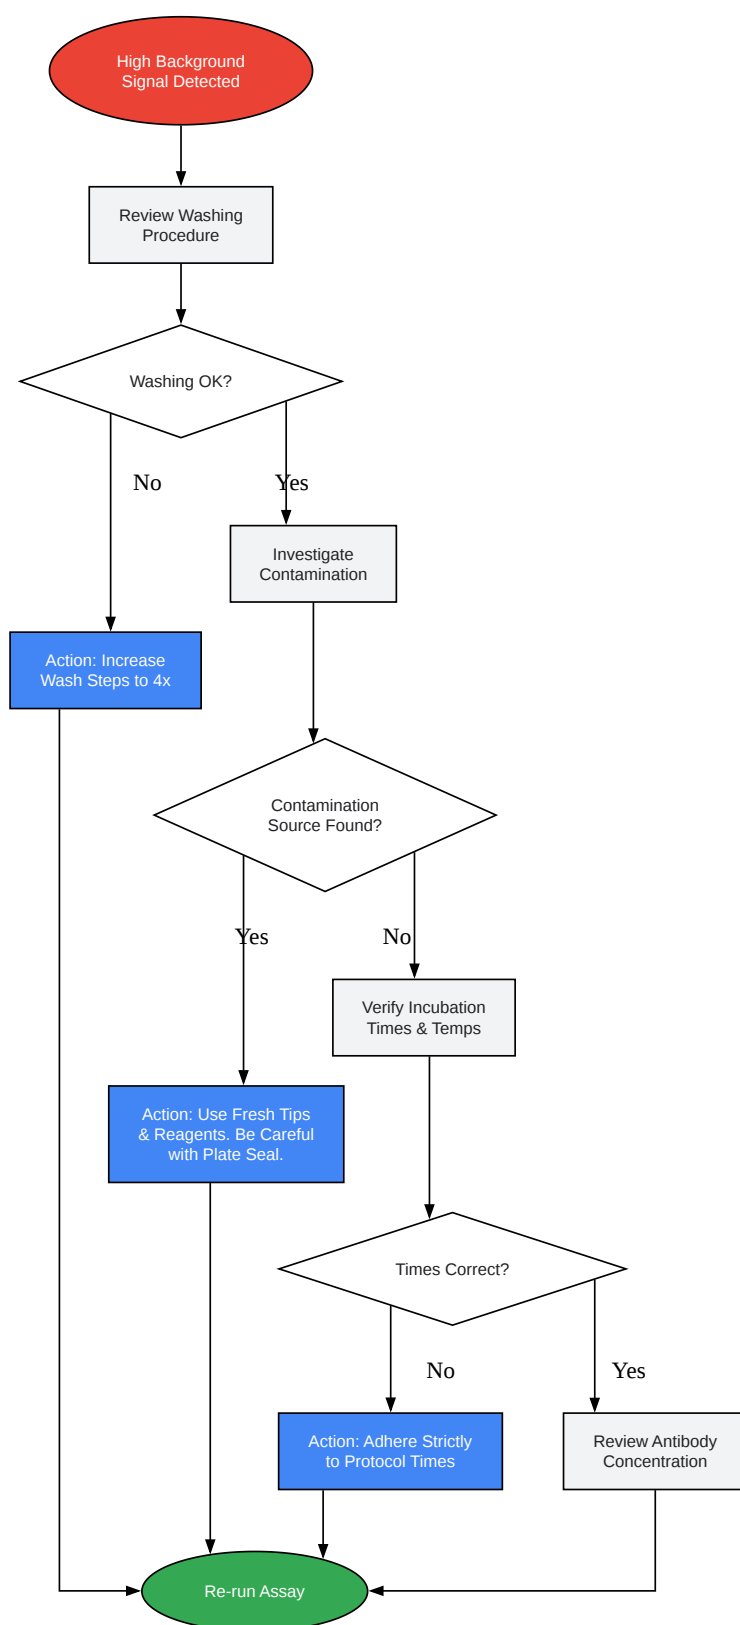 High Background
Signal Detected
Review Washing
Procedure
Washing OK?
No
Yes
Investigate
Contamination
Action: Increase
Wash Steps to 4x
Contamination
Source Found?
Yes
No
Verify Incubation
Times & Temps
Action: Use Fresh Tips
& Reagents. Be Careful
with Plate Seal.
Times Correct?
No
Yes
Action: Adhere Strictly
to Protocol Times
Review Antibody
Concentration
Re-run Assay